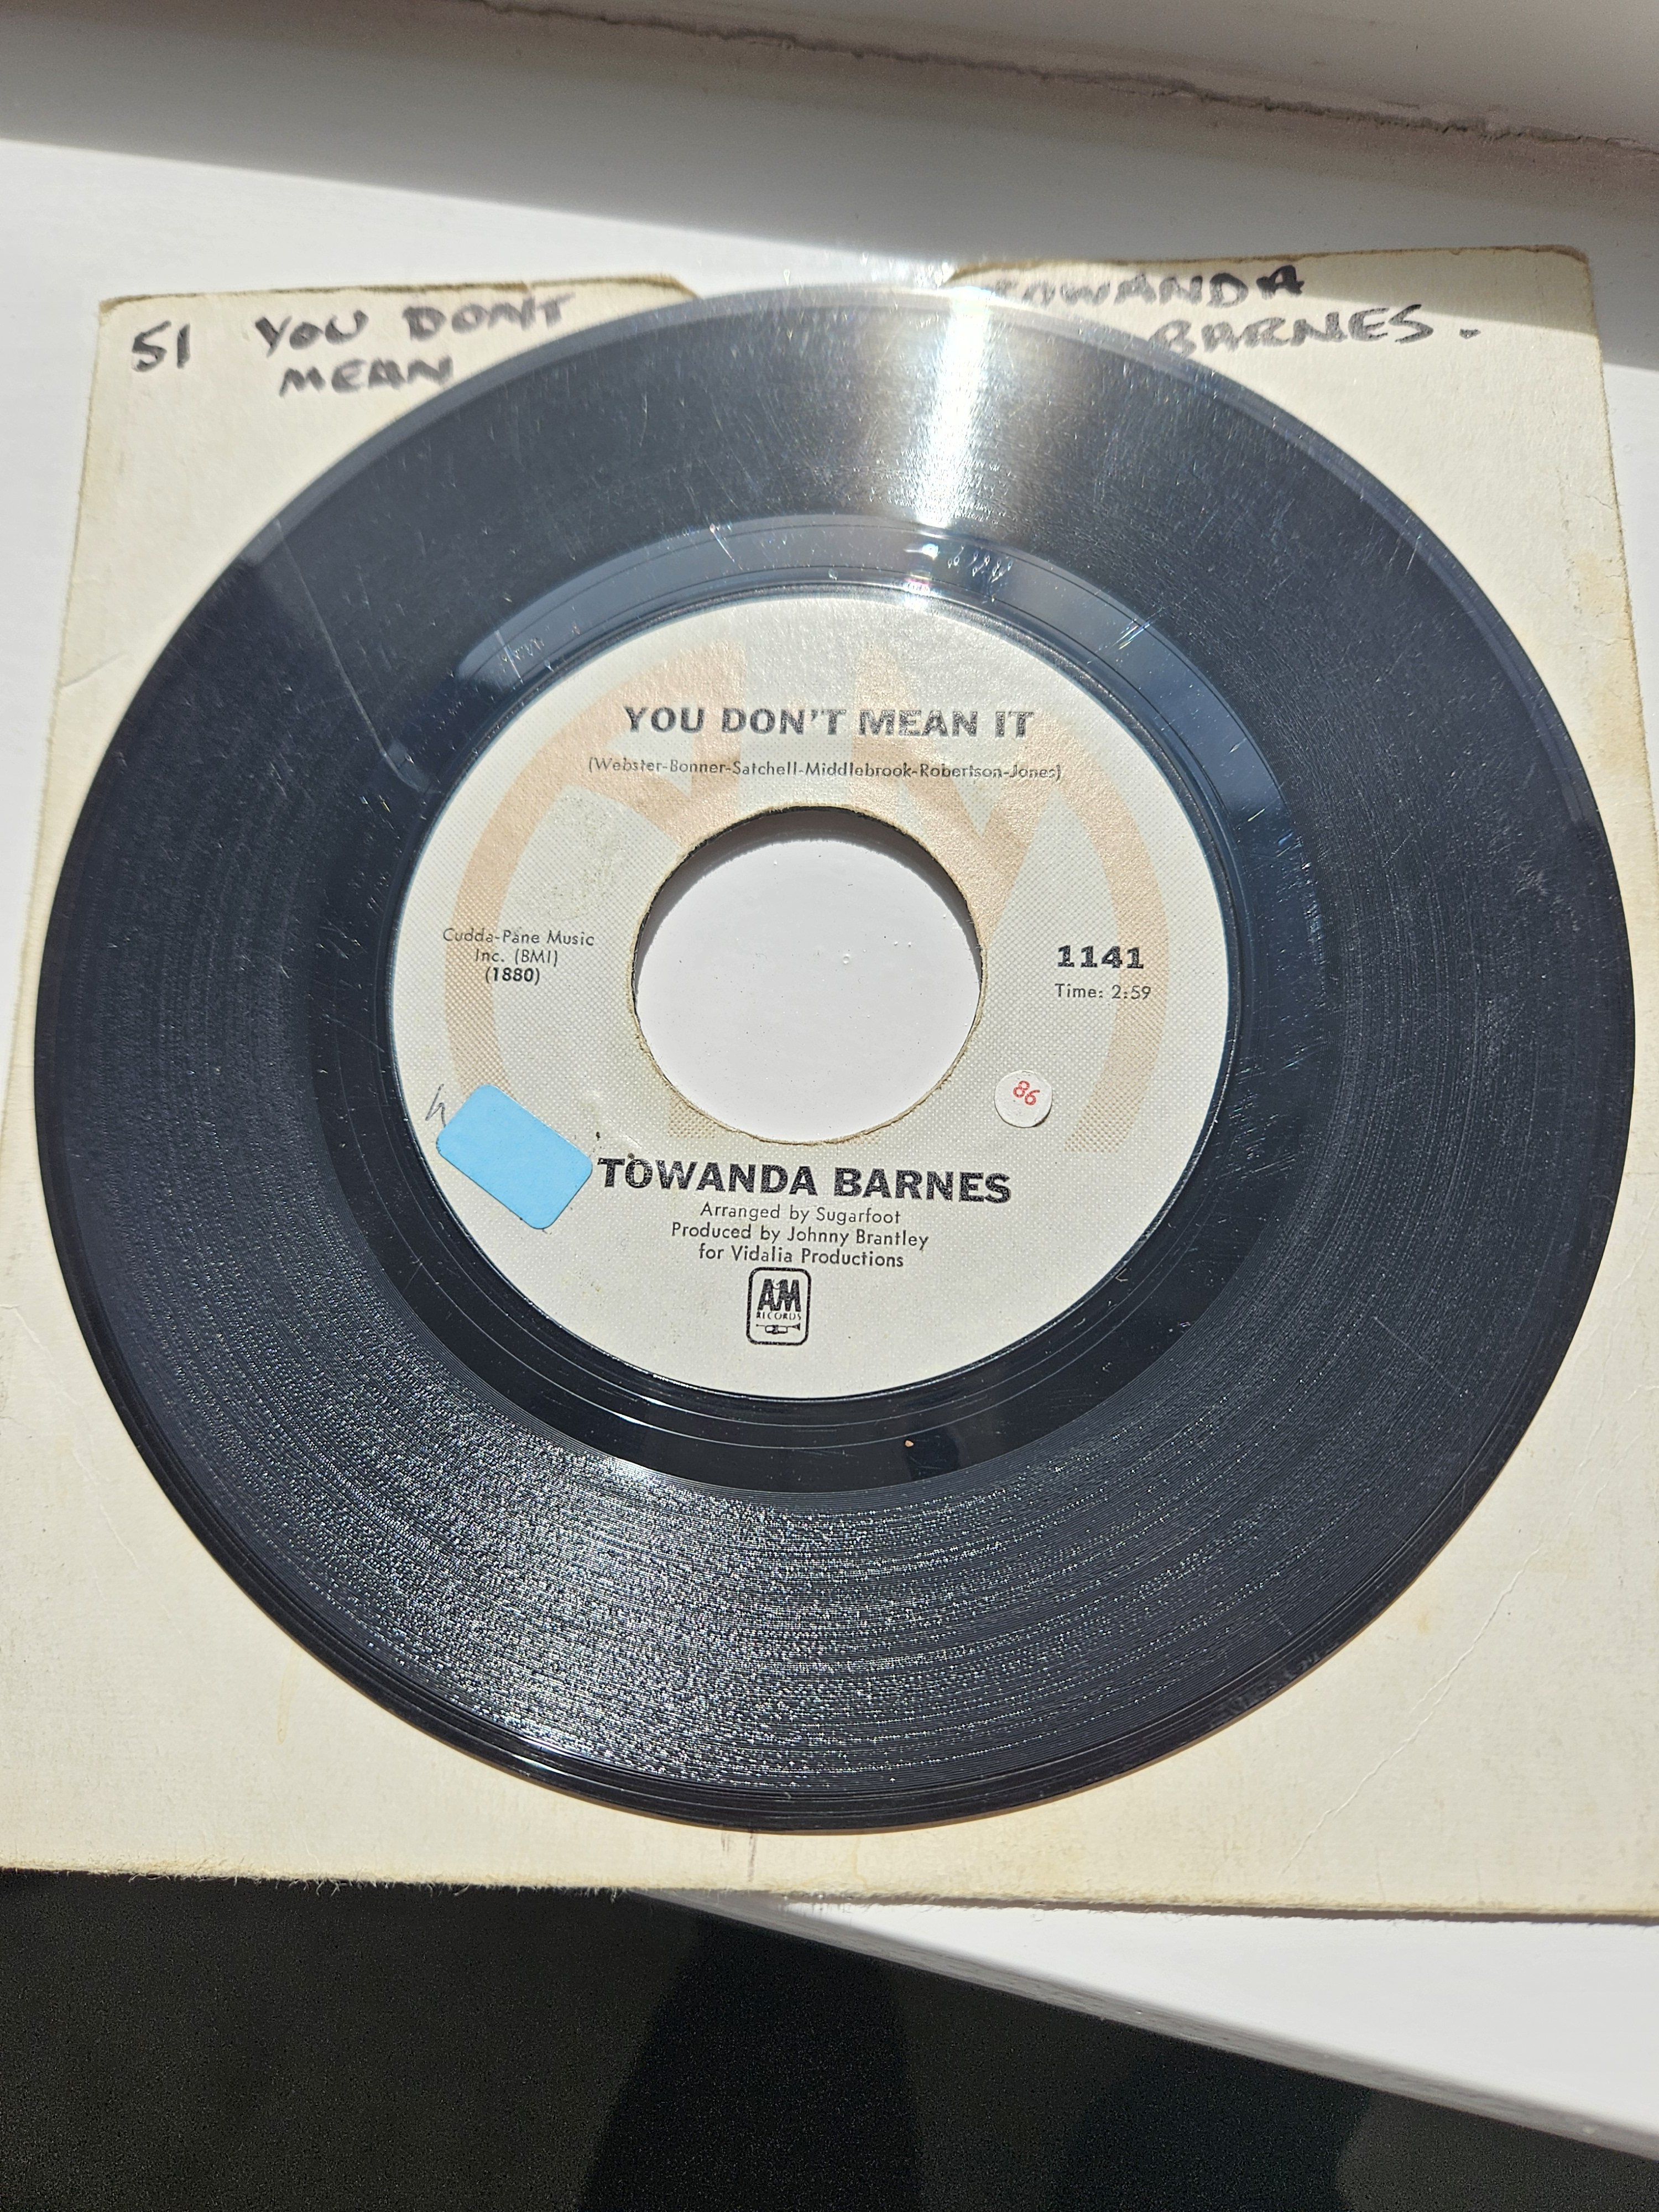 51 YOU DON'T
MEAN
TOWANDA
BARNES.
YOU DON'T MEAN IT
(Webster-Bonner-Satchell-Middlebrook-Robertson-Jones)
Cudda-Pane Music
Inc. (BMI)
(1880)
1141
Time: 2:59
86
TOWANDA BARNES
Arranged by Sugarfoot
Produced by Johnny Brantley
for Vidalia Productions
A&M
RECORDS